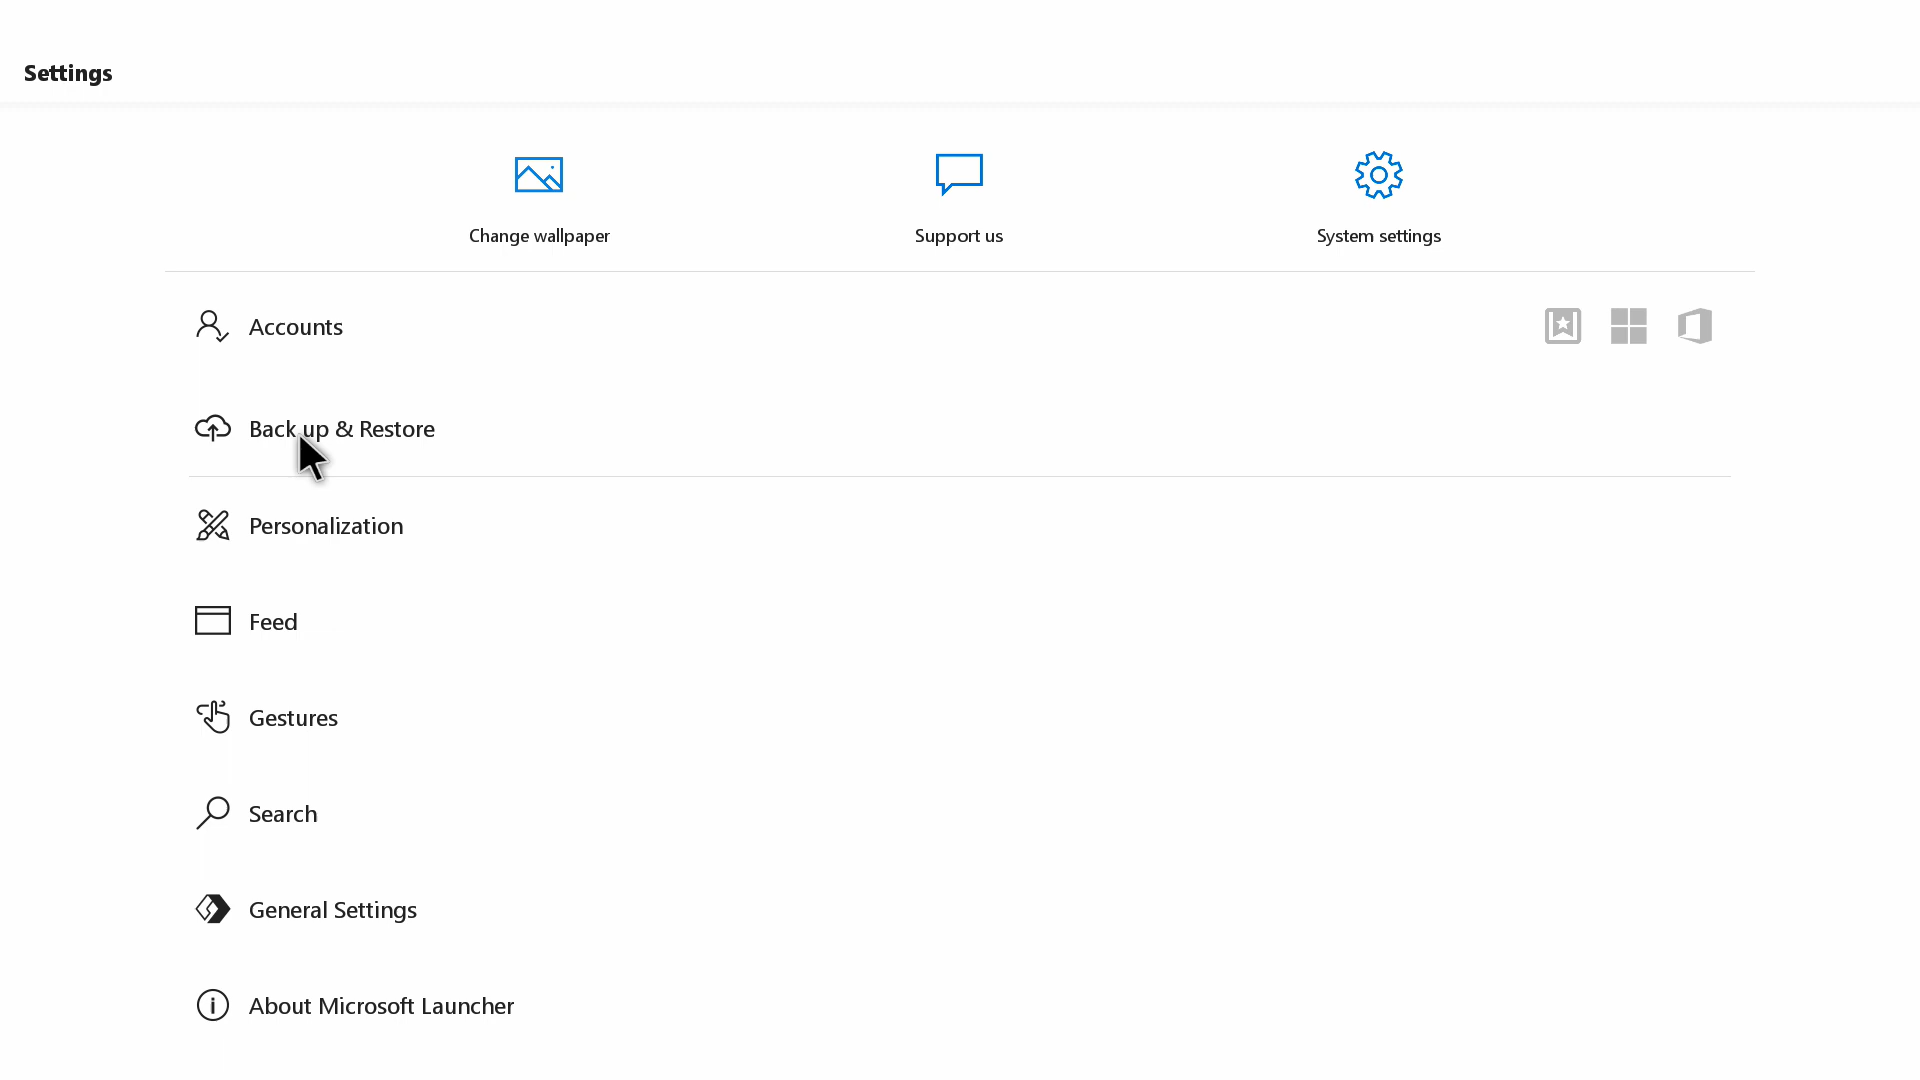 Settings
Change wallpaper
Support us
System settings
Accounts
Back up & Restore
Personalization
Feed
Gestures
Search
General Settings
About Microsoft Launcher